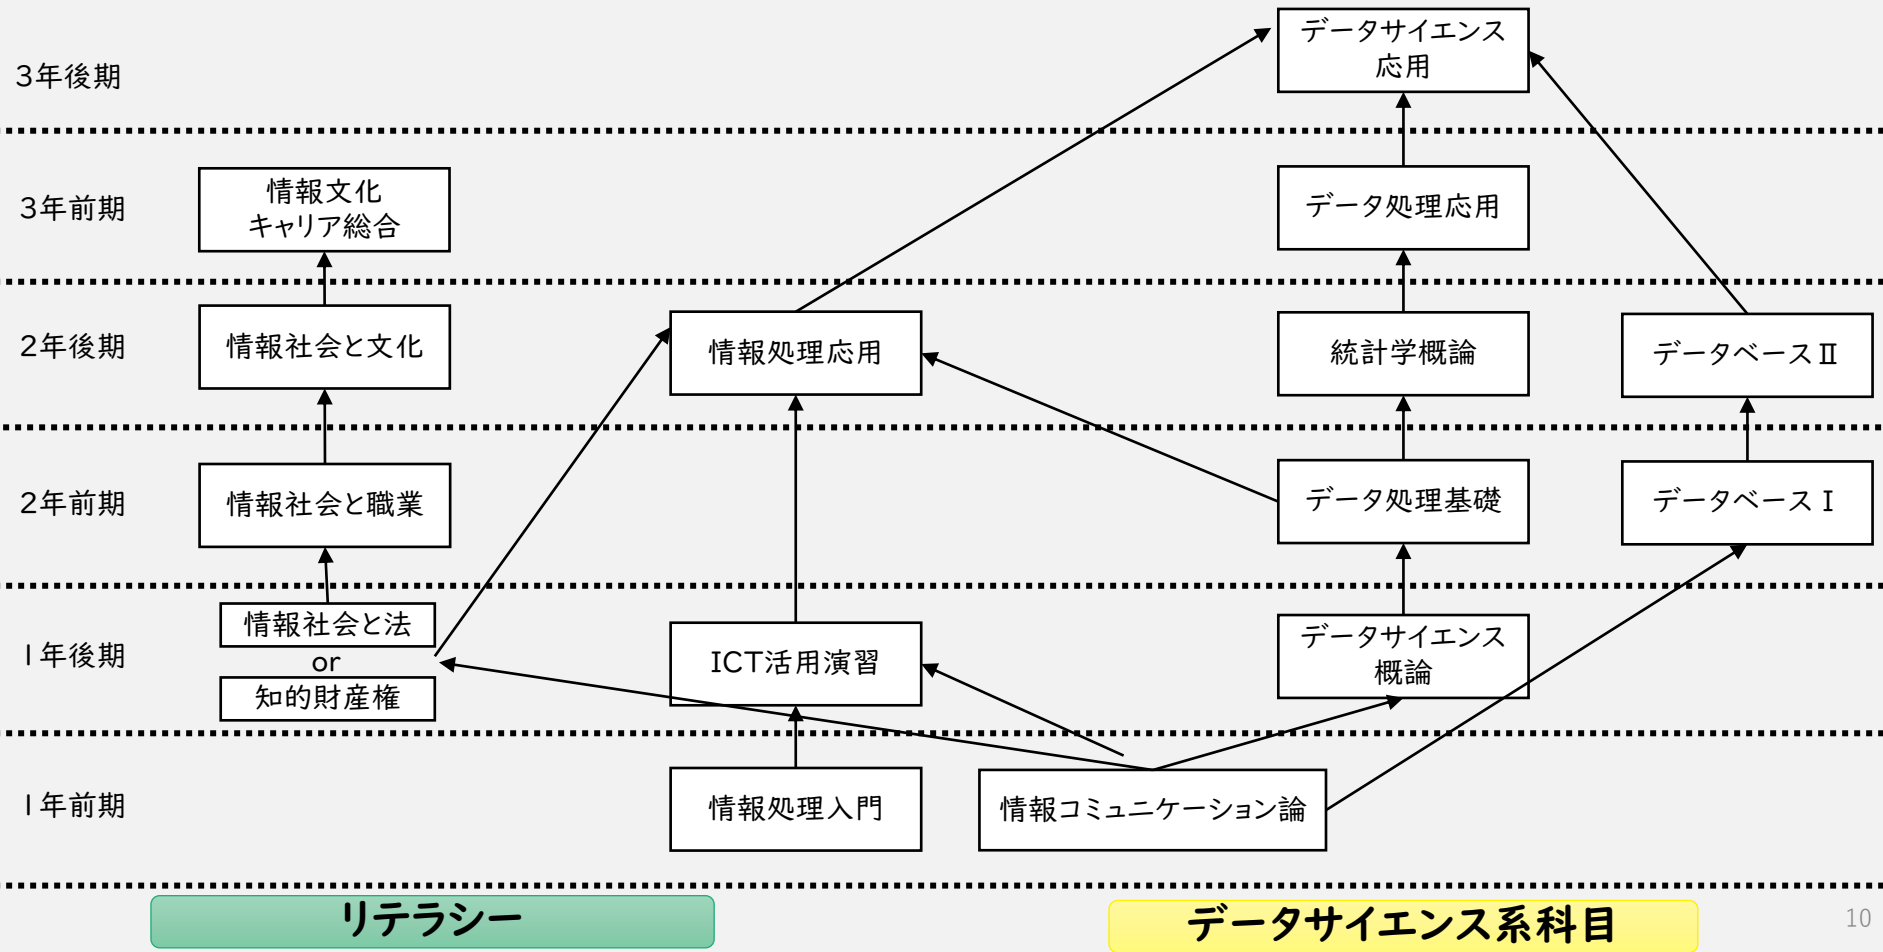 3年後期
データサイエンス
応用
3年前期
情報文化
キャリア総合
データ処理応用
2年後期
情報社会と文化
情報処理応用
統計学概論
データベースⅡ
2年前期
情報社会と職業
データ処理基礎
データベースⅠ
1年後期
情報社会と法
or
知的財産権
ICT活用演習
データサイエンス
概論
1年前期
情報処理入門
情報コミュニケーション論
リテラシー
データサイエンス系科目
10